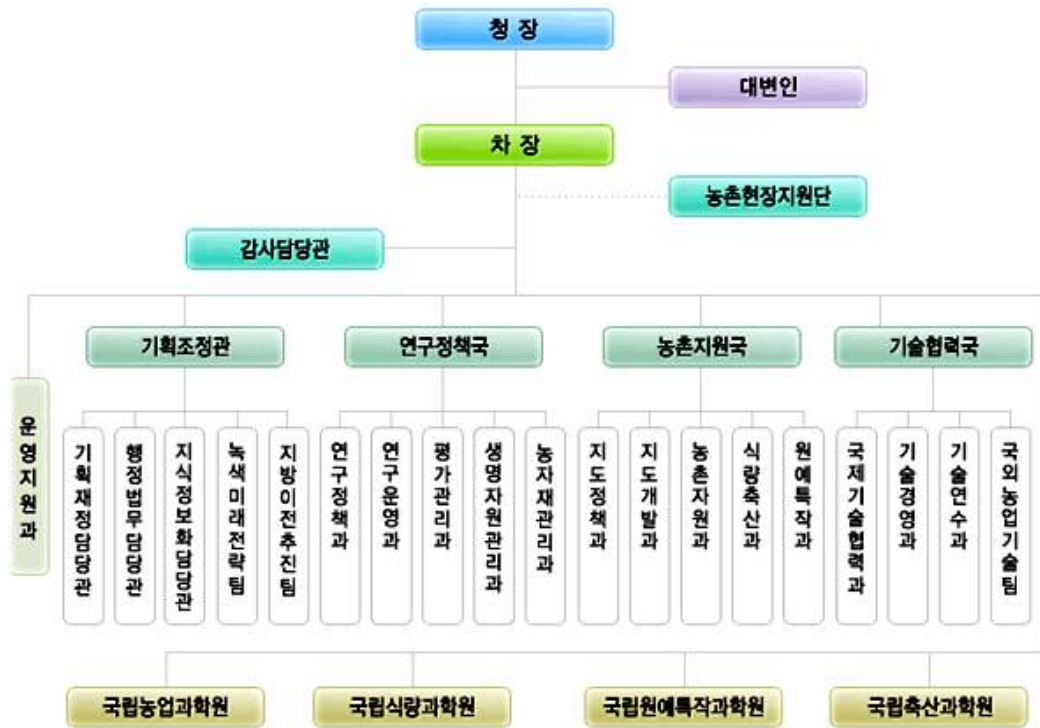 청 장
대변인
차 장
농촌현장지원단
감사담당관
기획조정관
연구정책국
농촌지원국
기술협력국
운영지원과
기획재정담당관
행정법무담당관
지식정보화담당관
녹색미래전략팀
지방이전추진팀
연구정책과
연구운영과
평가관리과
생명자원관리과
농자재관리과
지도정책과
지도개발과
농촌자원과
식량축산과
원예특작과
국제기술협력과
기술경영과
기술연수과
국외농업기술팀
국립농업과학원
국립식량과학원
국립원예특작과학원
국립축산과학원